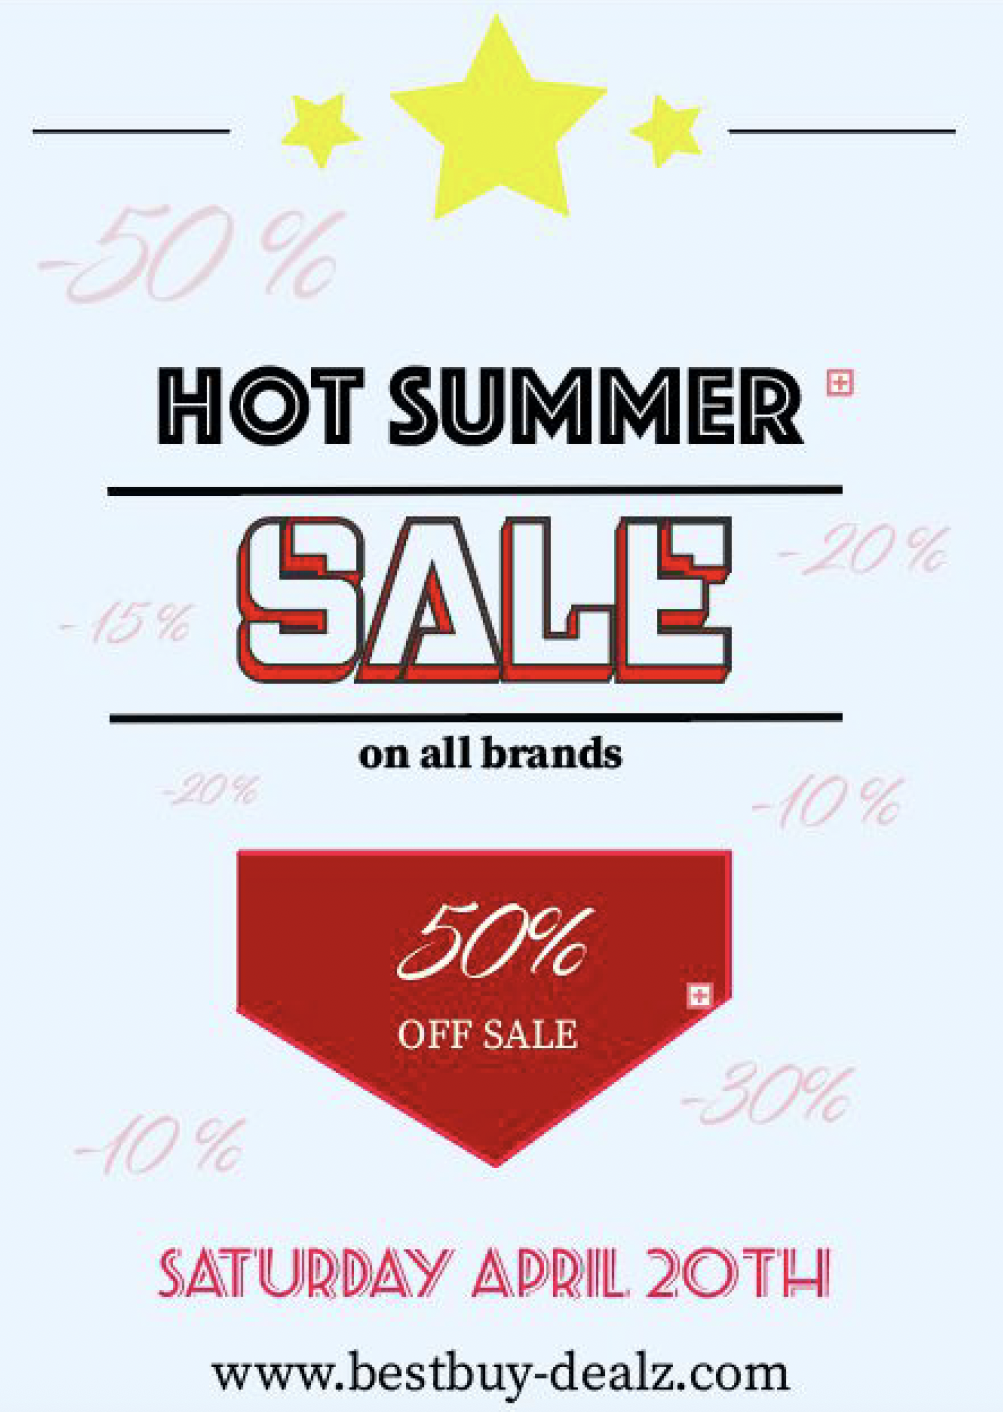 -50 %
HOT SUMMER
SALE
-20 %
-15 %
on all brands
-20 %
-10 %
50%
OFF SALE
-30%
-10 %
SATURDAY APRIL 20TH
www.bestbuy-dealz.com